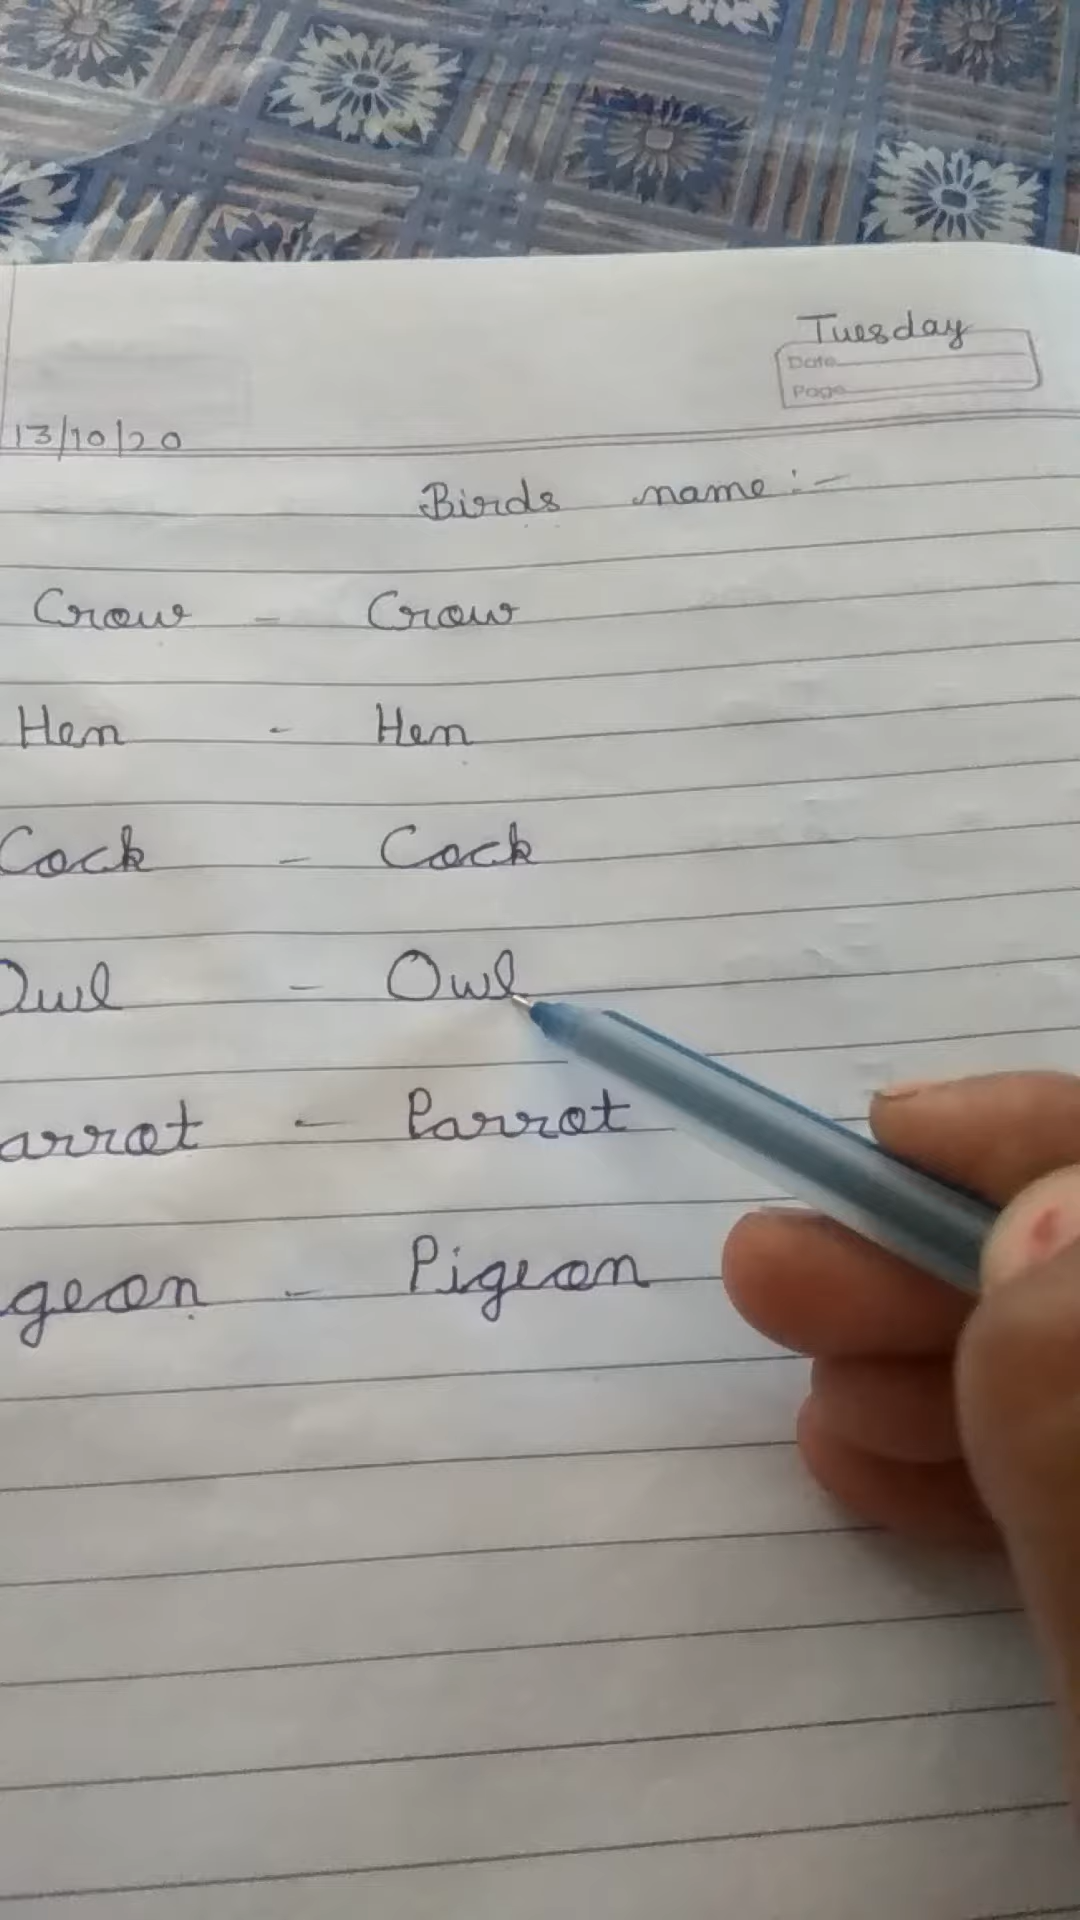 Tuesday
Date
Page
13/10/20
Birds name :-
Crow - Crow
Hen - Hen
Cock - Cock
Owl - Owl
arrot - Parrot
geon - Pigeon